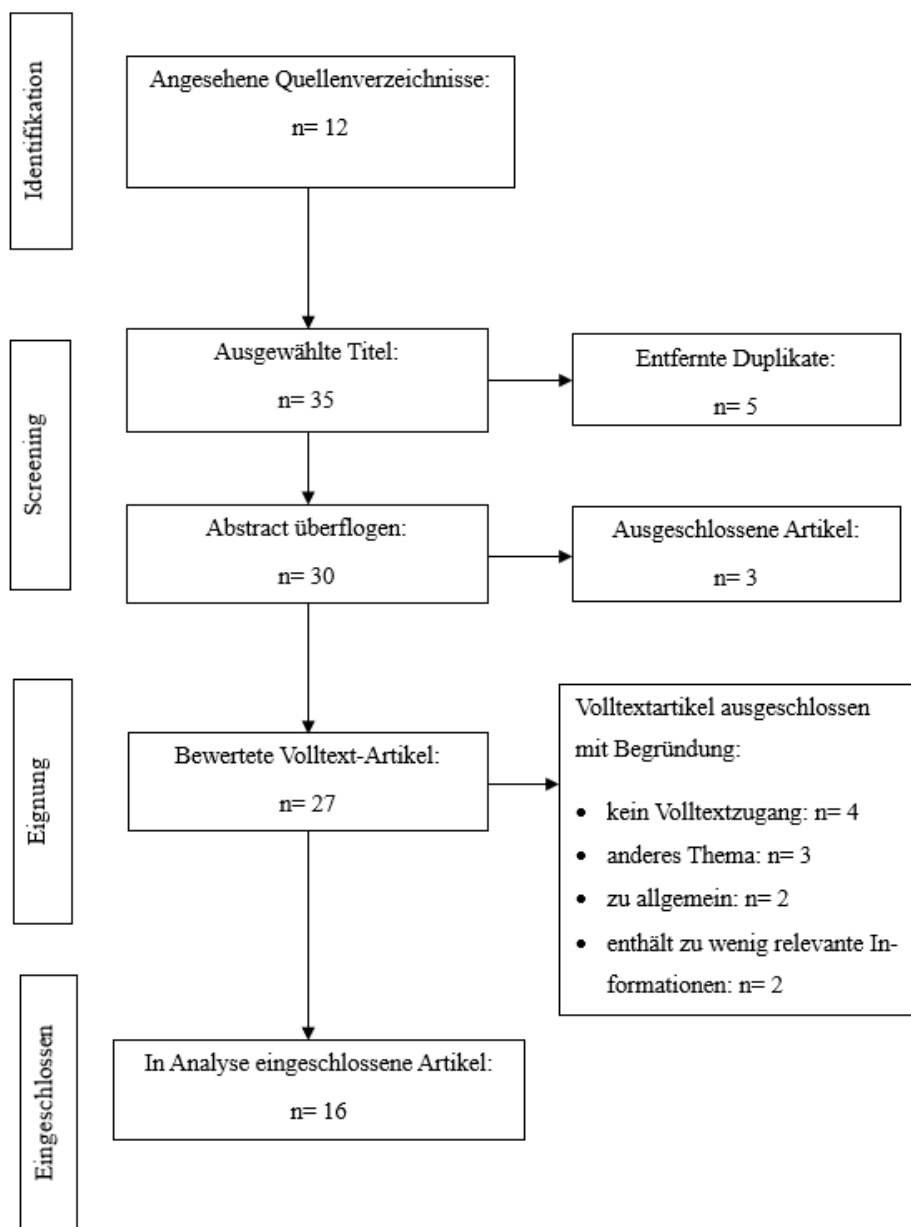 Identifikation
Angesehene Quellenverzeichnisse:
n= 12
Screening
Ausgewählte Titel:
n= 35
Entfernte Duplikate:
n= 5
Abstract überflogen:
n= 30
Ausgeschlossene Artikel:
n= 3
Eignung
Bewertete Volltext-Artikel:
n= 27
Volltextartikel ausgeschlossen
mit Begründung:
• kein Volltextzugang: n= 4
• anderes Thema: n= 3
• zu allgemein: n= 2
• enthält zu wenig relevante In-
formationen: n= 2
Eingeschlossen
In Analyse eingeschlossene Artikel:
n= 16